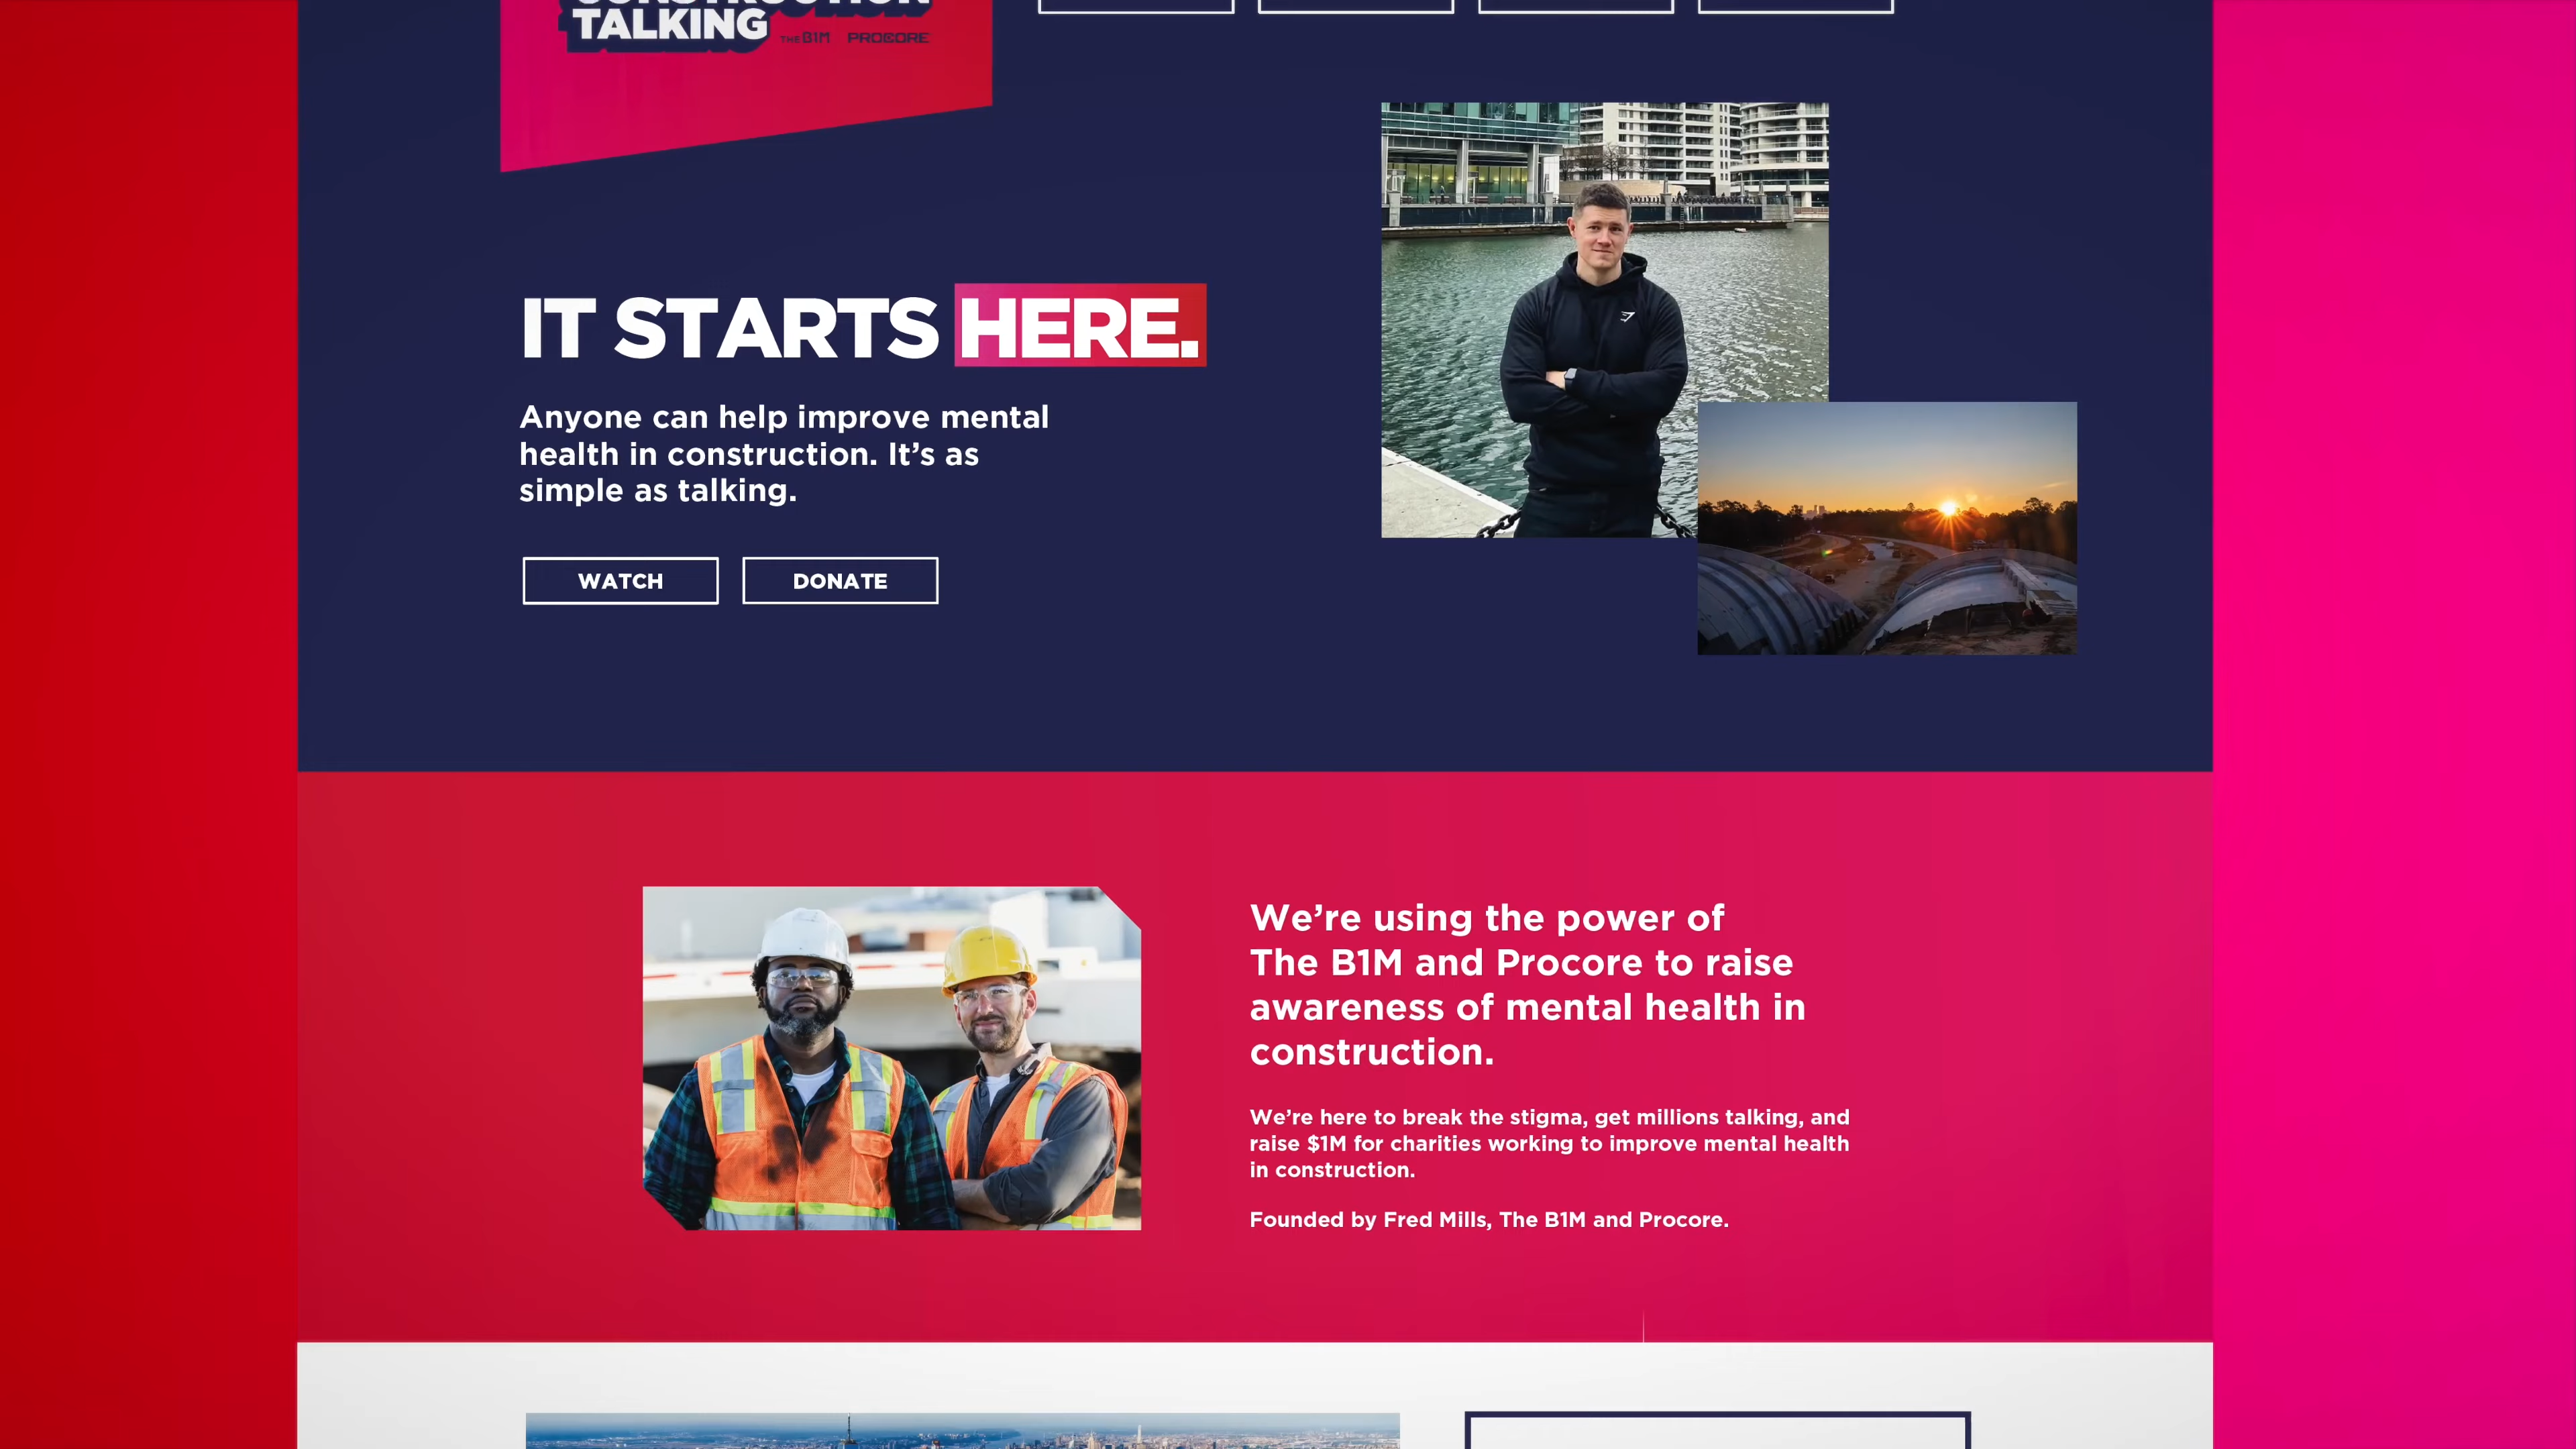 TALKING
THE B1M PROCORE
IT STARTS HERE.
Anyone can help improve mental
health in construction. It’s as
simple as talking.
WATCH DONATE
We’re using the power of
The B1M and Procore to raise
awareness of mental health in
construction.
We’re here to break the stigma, get millions talking, and
raise $1M for charities working to improve mental health
in construction.
Founded by Fred Mills, The B1M and Procore.